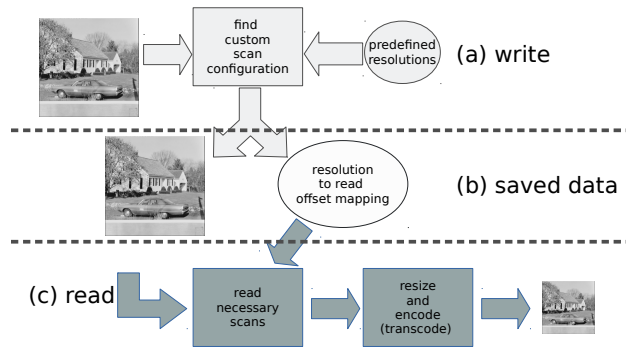 find
custom
scan
configuration
predefined
resolutions
(a) write
resolution
to read
offset mapping
(b) saved data
(c) read
read
necessary
scans
resize
and
encode
(transcode)